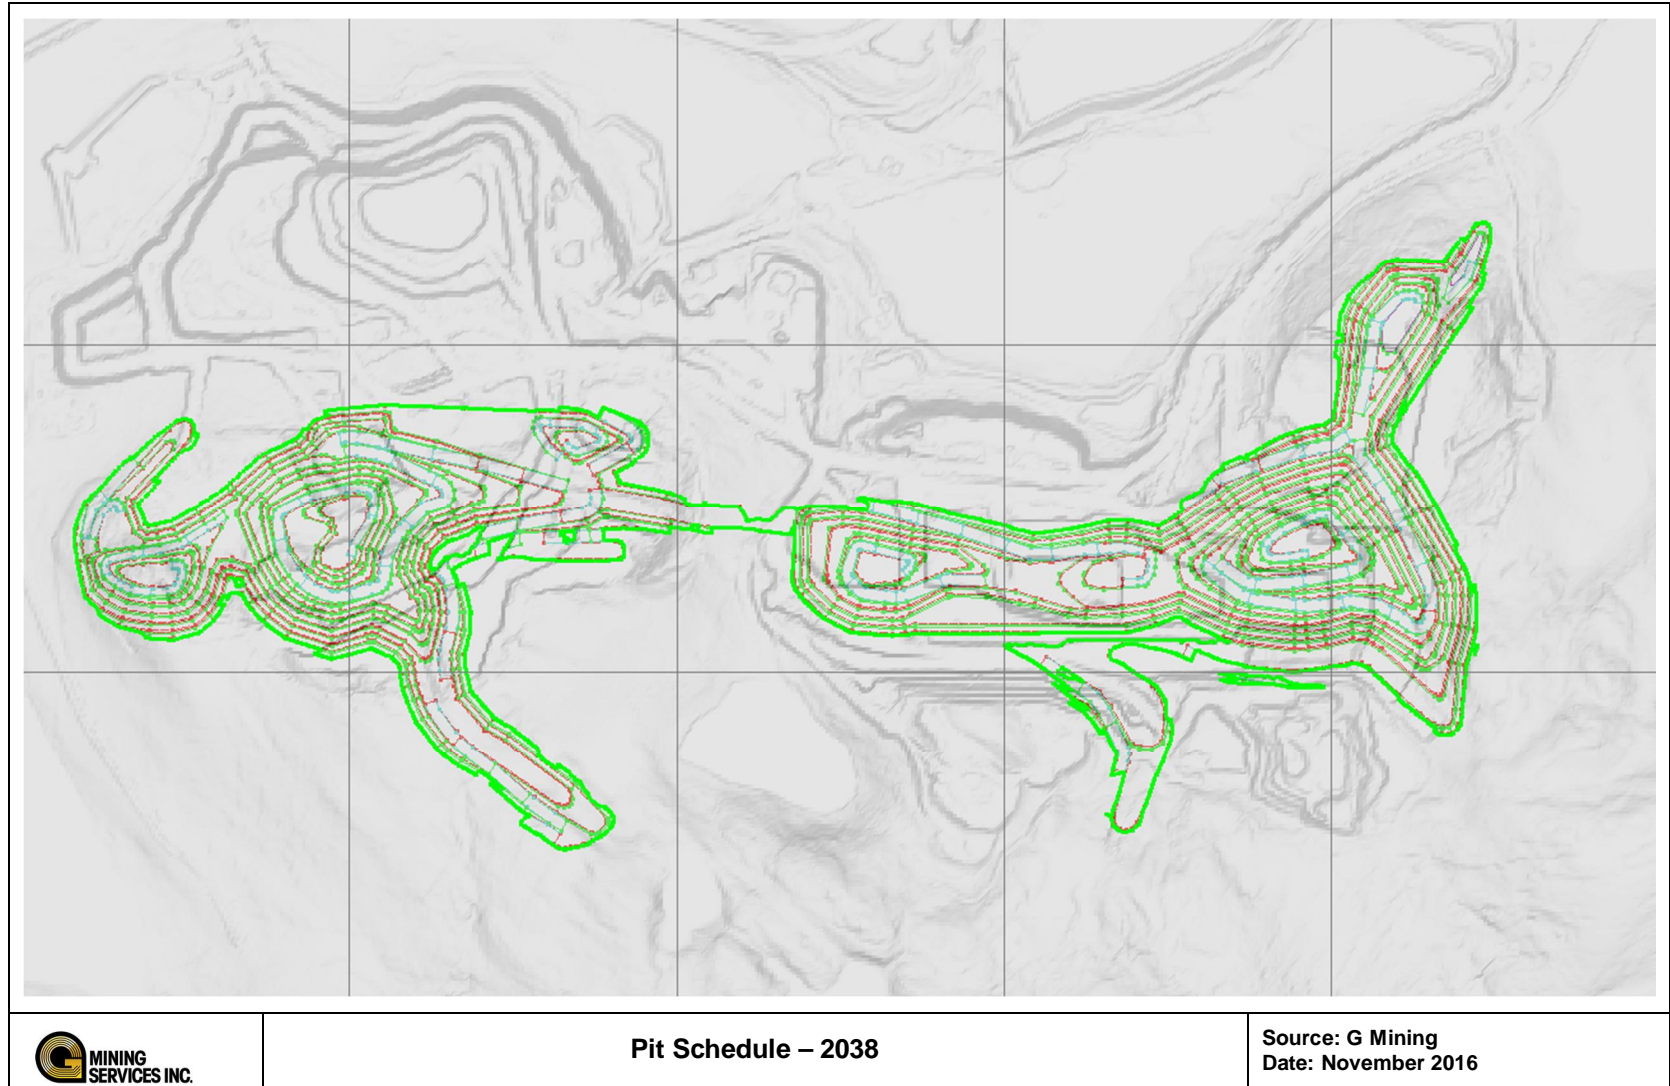 G MINING
SERVICES INC.
Pit Schedule – 2038
Source: G Mining
Date: November 2016